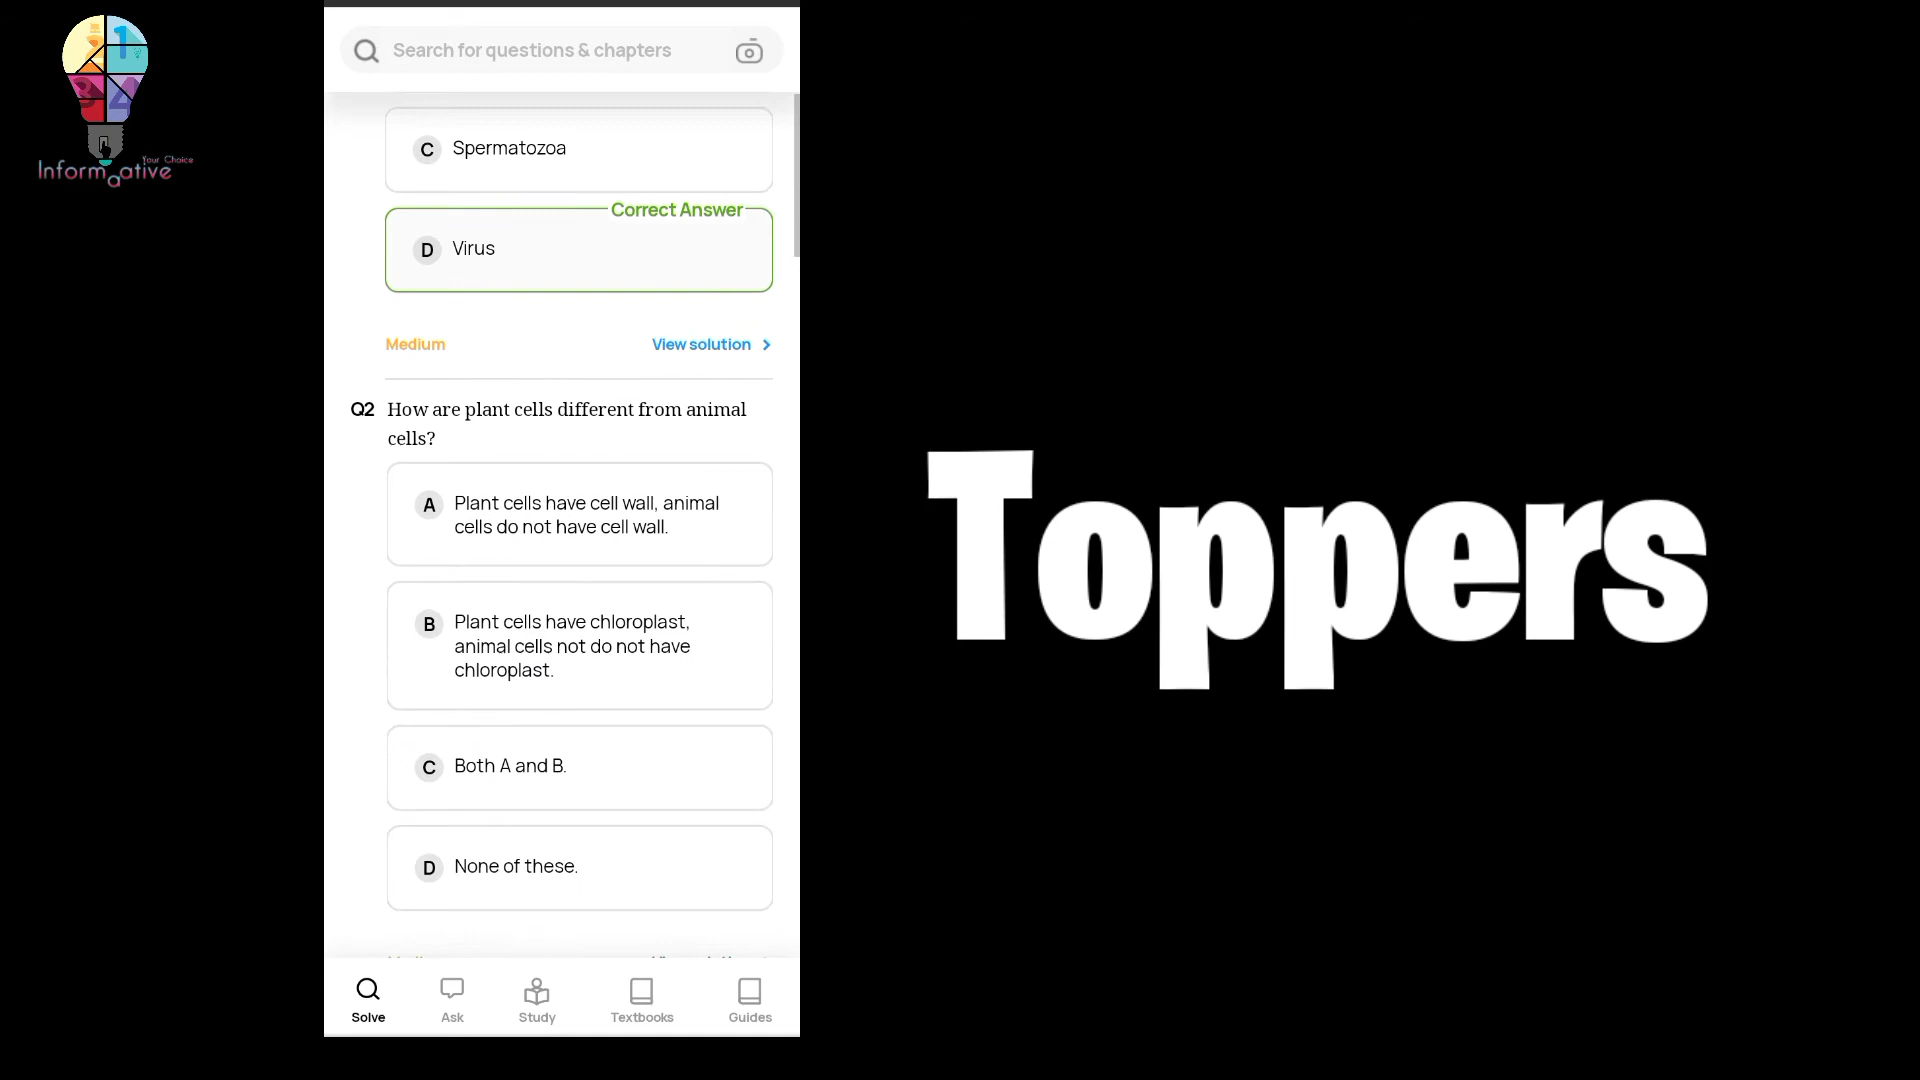 Your Choice
Informaative
Search for questions & chapters
C Spermatozoa
Correct Answer
D Virus
Medium
View solution
Q2 How are plant cells different from animal
cells?
A Plant cells have cell wall, animal
cells do not have cell wall.
B Plant cells have chloroplast,
animal cells not do not have
chloroplast.
C Both A and B.
D None of these.
Solve
Ask
Study
Textbooks
Guides
Toppers